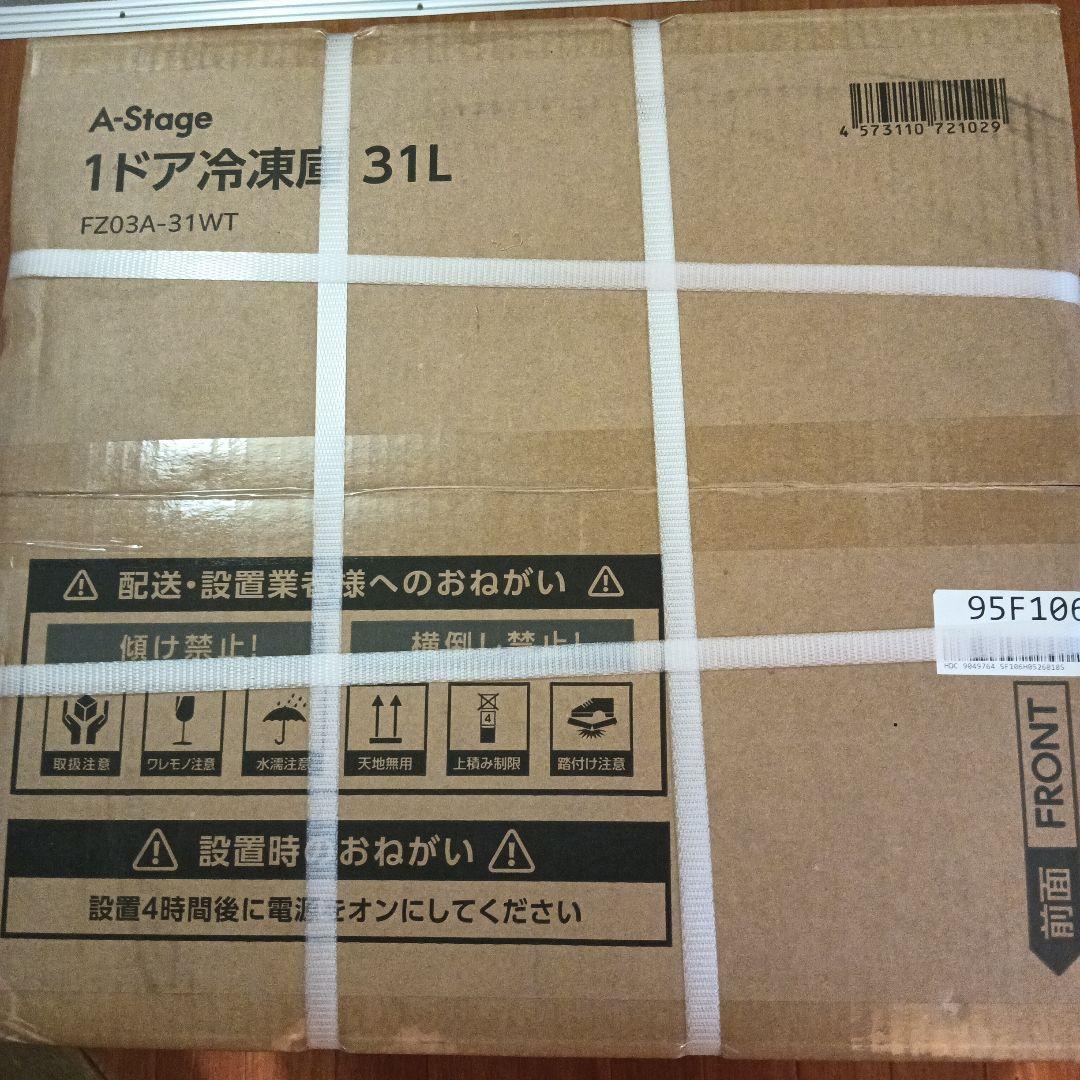 A-Stage
1ドア冷凍庫 31L
FZ03A-31WT
4 573110 721029
配送・設置業者様へのおねがい
傾け禁止!
横倒し禁止!
取扱注意
ワレモノ注意
水濡注意
天地無用
4
上積み制限
踏付け注意
設置時のおねがい
設置4時間後に電源をオンにしてください
95F106
HDC 9049764 5F106H05260185
前面 FRONT